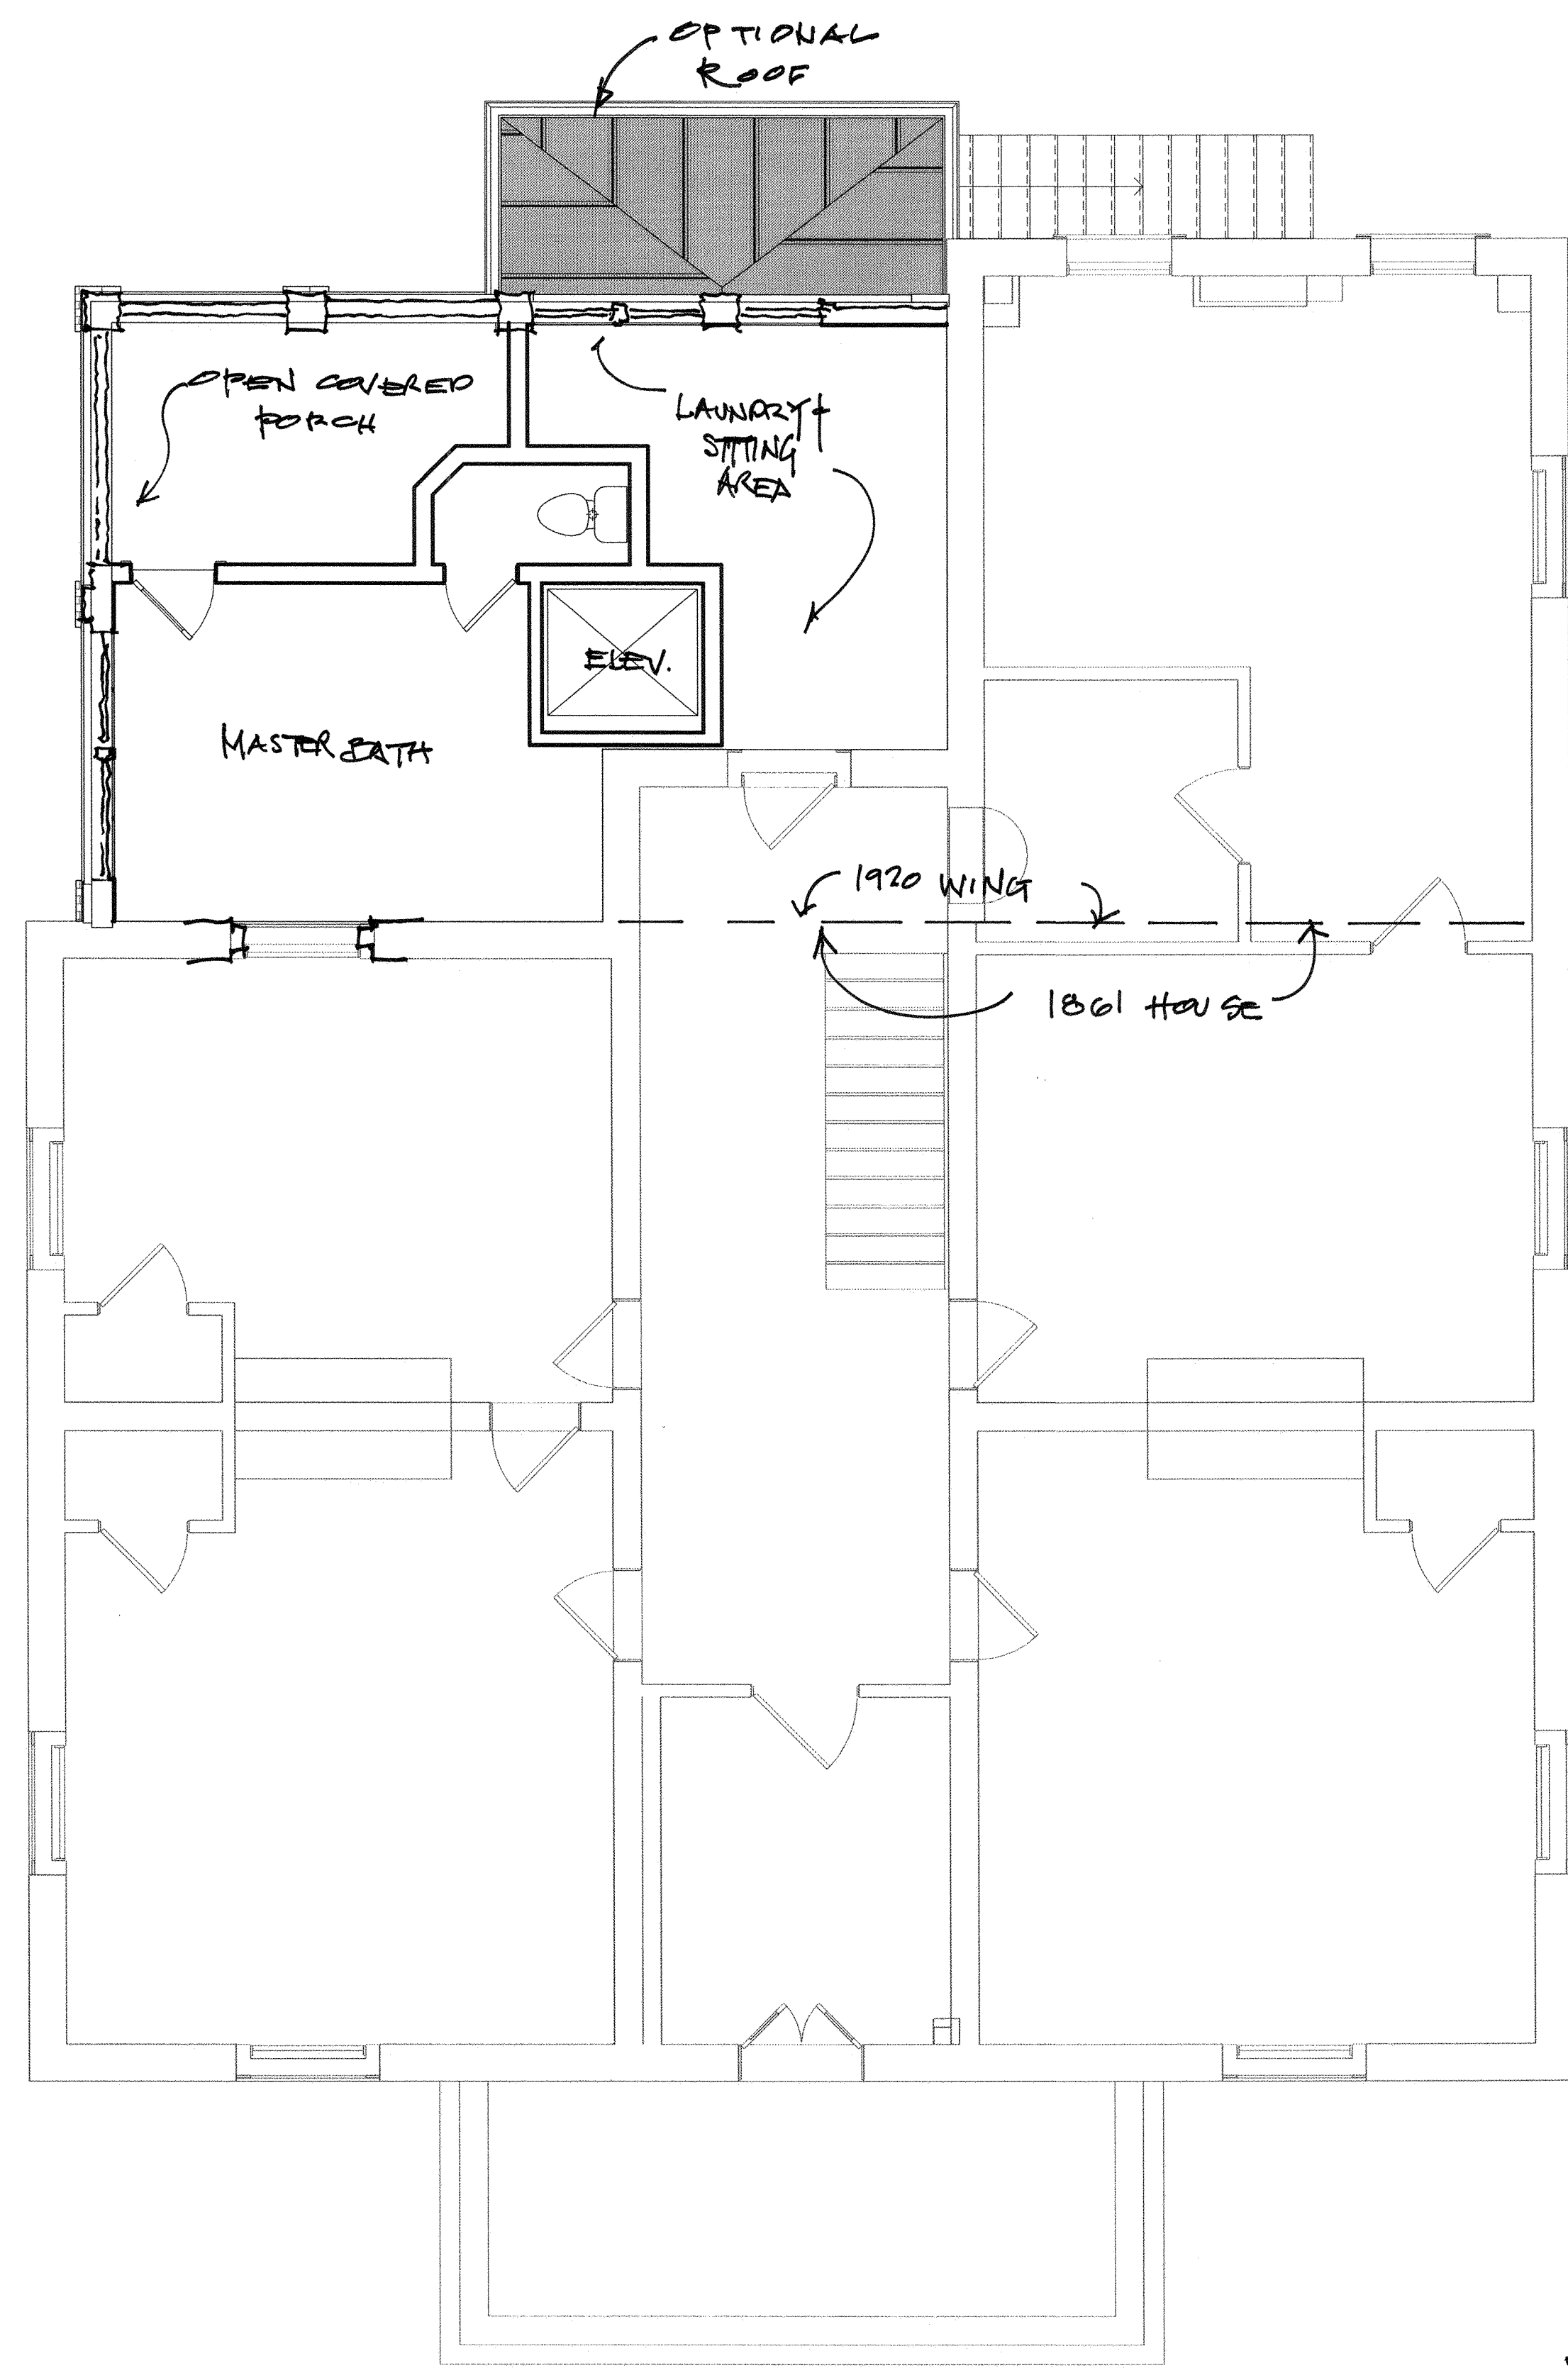 OPTIONAL
ROOF
OPEN COVERED
PORCH
LAUNDRY &
SITTING
AREA
ELEV.
MASTER BATH
1920 WING
1861 HOUSE